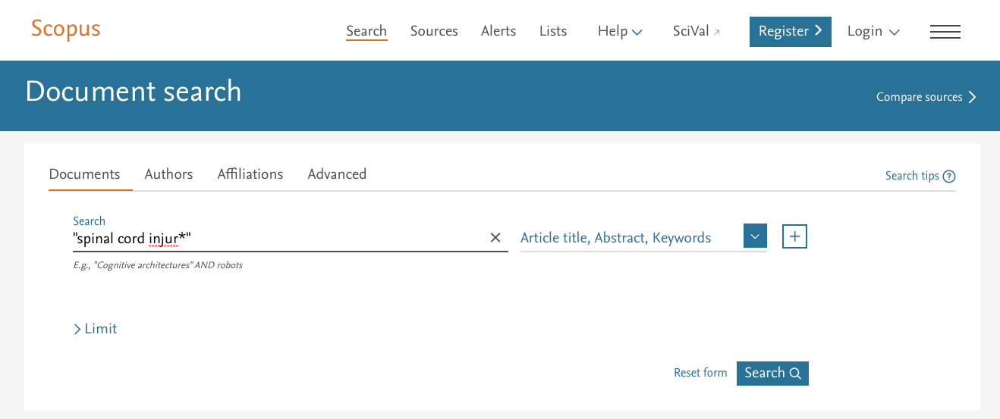 Scopus
Search Sources Alerts Lists Help SciVal Register Login
Document search
Compare sources
Documents Authors Affiliations Advanced
Search tips ?
Search
"spinal cord injur*"
Article title, Abstract, Keywords
E.g., "Cognitive architectures" AND robots
Limit
Reset form Search